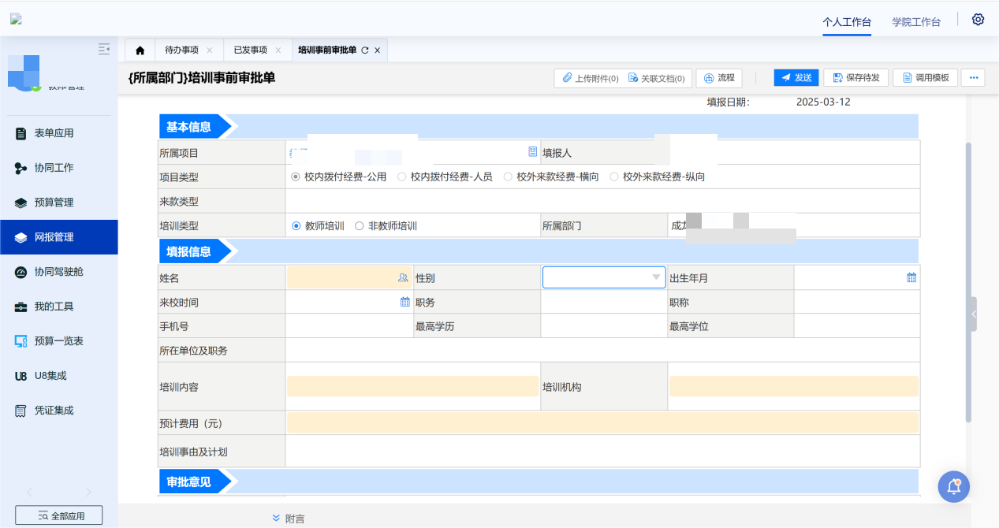 个人工作台 学院工作台
待办事项 已发事项 培训事前审批单
{所属部门}培训事前审批单
上传附件(0) 关联文档(0) 流程 发送 保存待发 调用模板
填报日期: 2025-03-12
教师管理
表单应用
协同工作
预算管理
网报管理
协同驾驶舱
我的工具
预算一览表
U8 U8集成
凭证集成
全部应用
基本信息
所属项目 填报人
项目类型 校内拨付经费-公用 校内拨付经费-人员 校外来款经费-横向 校外来款经费-纵向
来款类型
培训类型 教师培训 非教师培训 所属部门
填报信息
姓名 性别 出生年月
来校时间 职务 职称
手机号 最高学历 最高学位
所在单位及职务
培训内容 培训机构
预计费用（元）
培训事由及计划
审批意见
附言